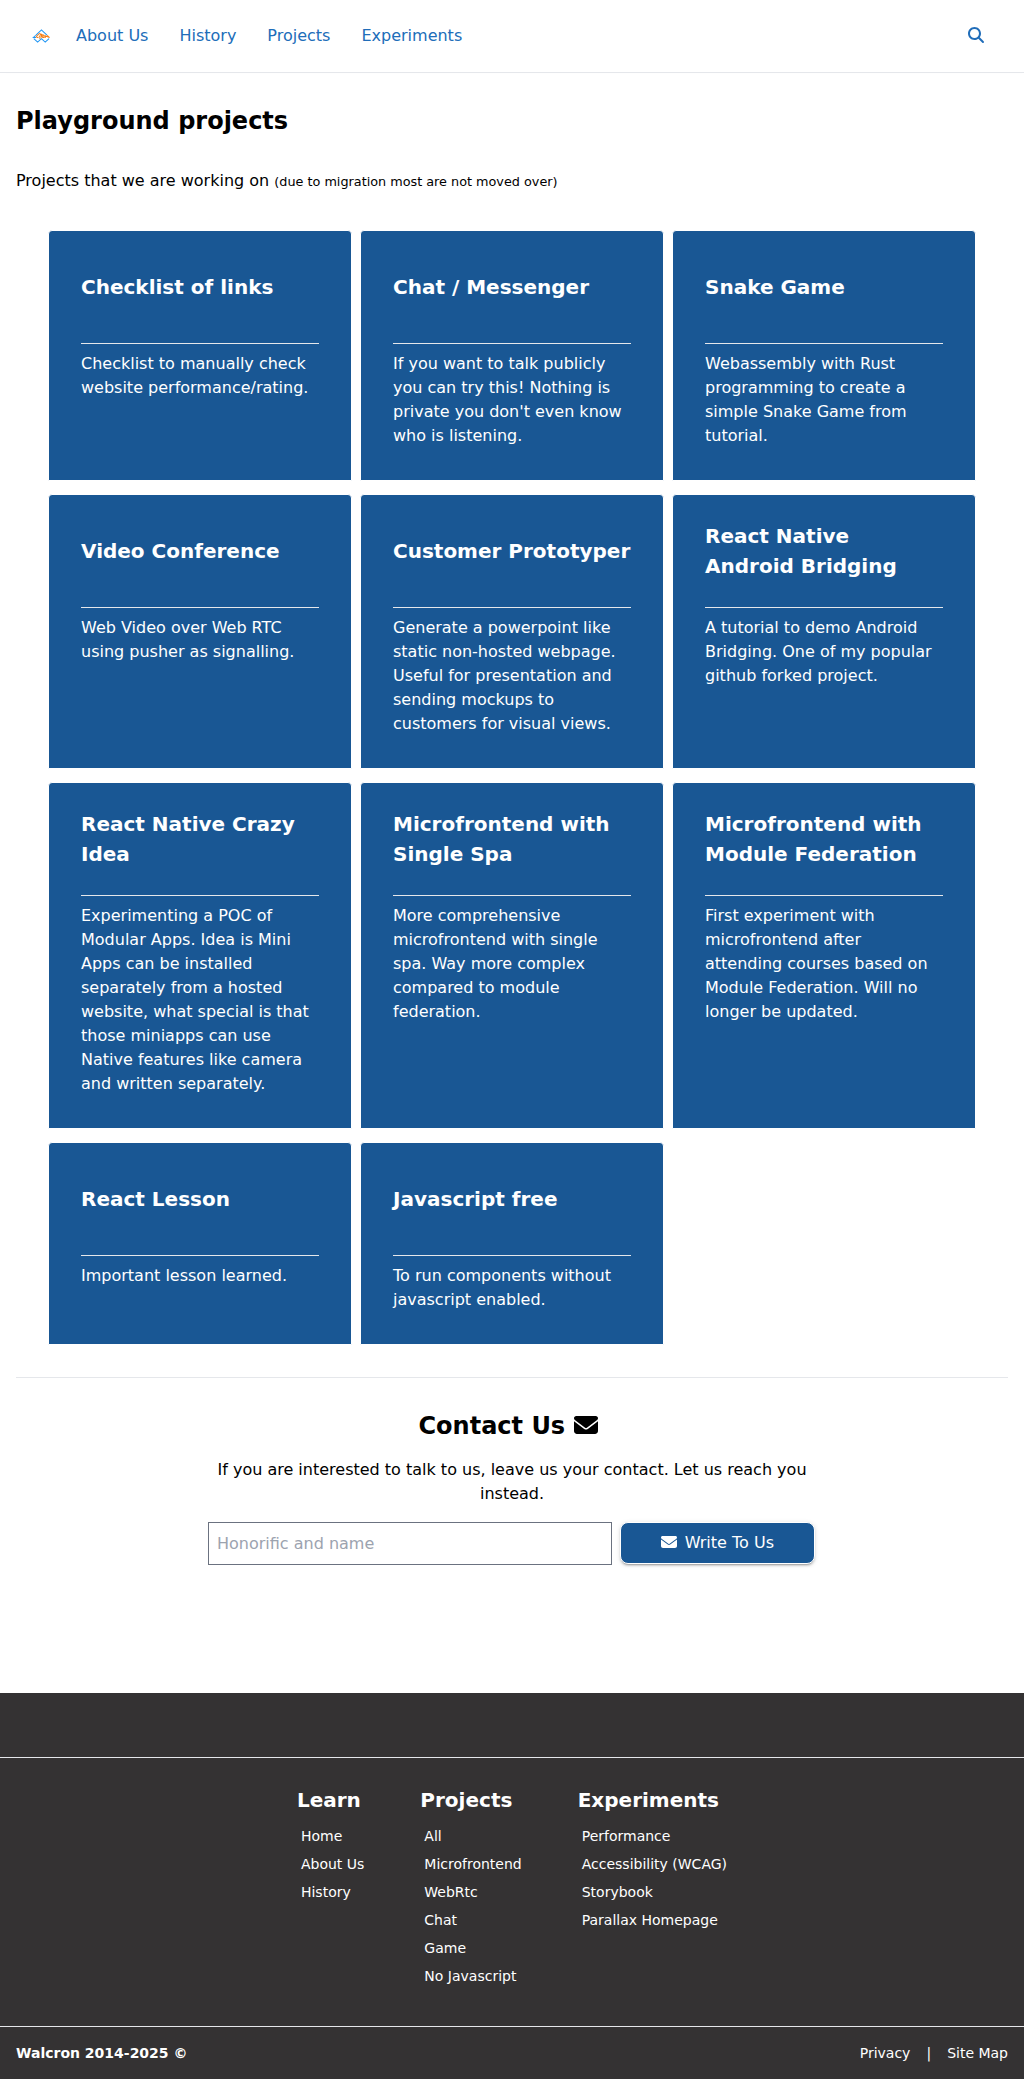 About Us History Projects Experiments
Playground projects
Projects that we are working on (due to migration most are not moved over)
Checklist of links
Checklist to manually check
website performance/rating.
Chat / Messenger
If you want to talk publicly
you can try this! Nothing is
private you don't even know
who is listening.
Snake Game
Webassembly with Rust
programming to create a
simple Snake Game from
tutorial.
Video Conference
Web Video over Web RTC
using pusher as signalling.
Customer Prototyper
Generate a powerpoint like
static non-hosted webpage.
Useful for presentation and
sending mockups to
customers for visual views.
React Native
Android Bridging
A tutorial to demo Android
Bridging. One of my popular
github forked project.
React Native Crazy
Idea
Experimenting a POC of
Modular Apps. Idea is Mini
Apps can be installed
separately from a hosted
website, what special is that
those miniapps can use
Native features like camera
and written separately.
Microfrontend with
Single Spa
More comprehensive
microfrontend with single
spa. Way more complex
compared to module
federation.
Microfrontend with
Module Federation
First experiment with
microfrontend after
attending courses based on
Module Federation. Will no
longer be updated.
React Lesson
Important lesson learned.
Javascript free
To run components without
javascript enabled.
Contact Us
If you are interested to talk to us, leave us your contact. Let us reach you
instead.
Honorific and name
Write To Us
Learn
Home
About Us
History
Projects
All
Microfrontend
WebRtc
Chat
Game
No Javascript
Experiments
Performance
Accessibility (WCAG)
Storybook
Parallax Homepage
Walcron 2014-2025 ©
Privacy | Site Map